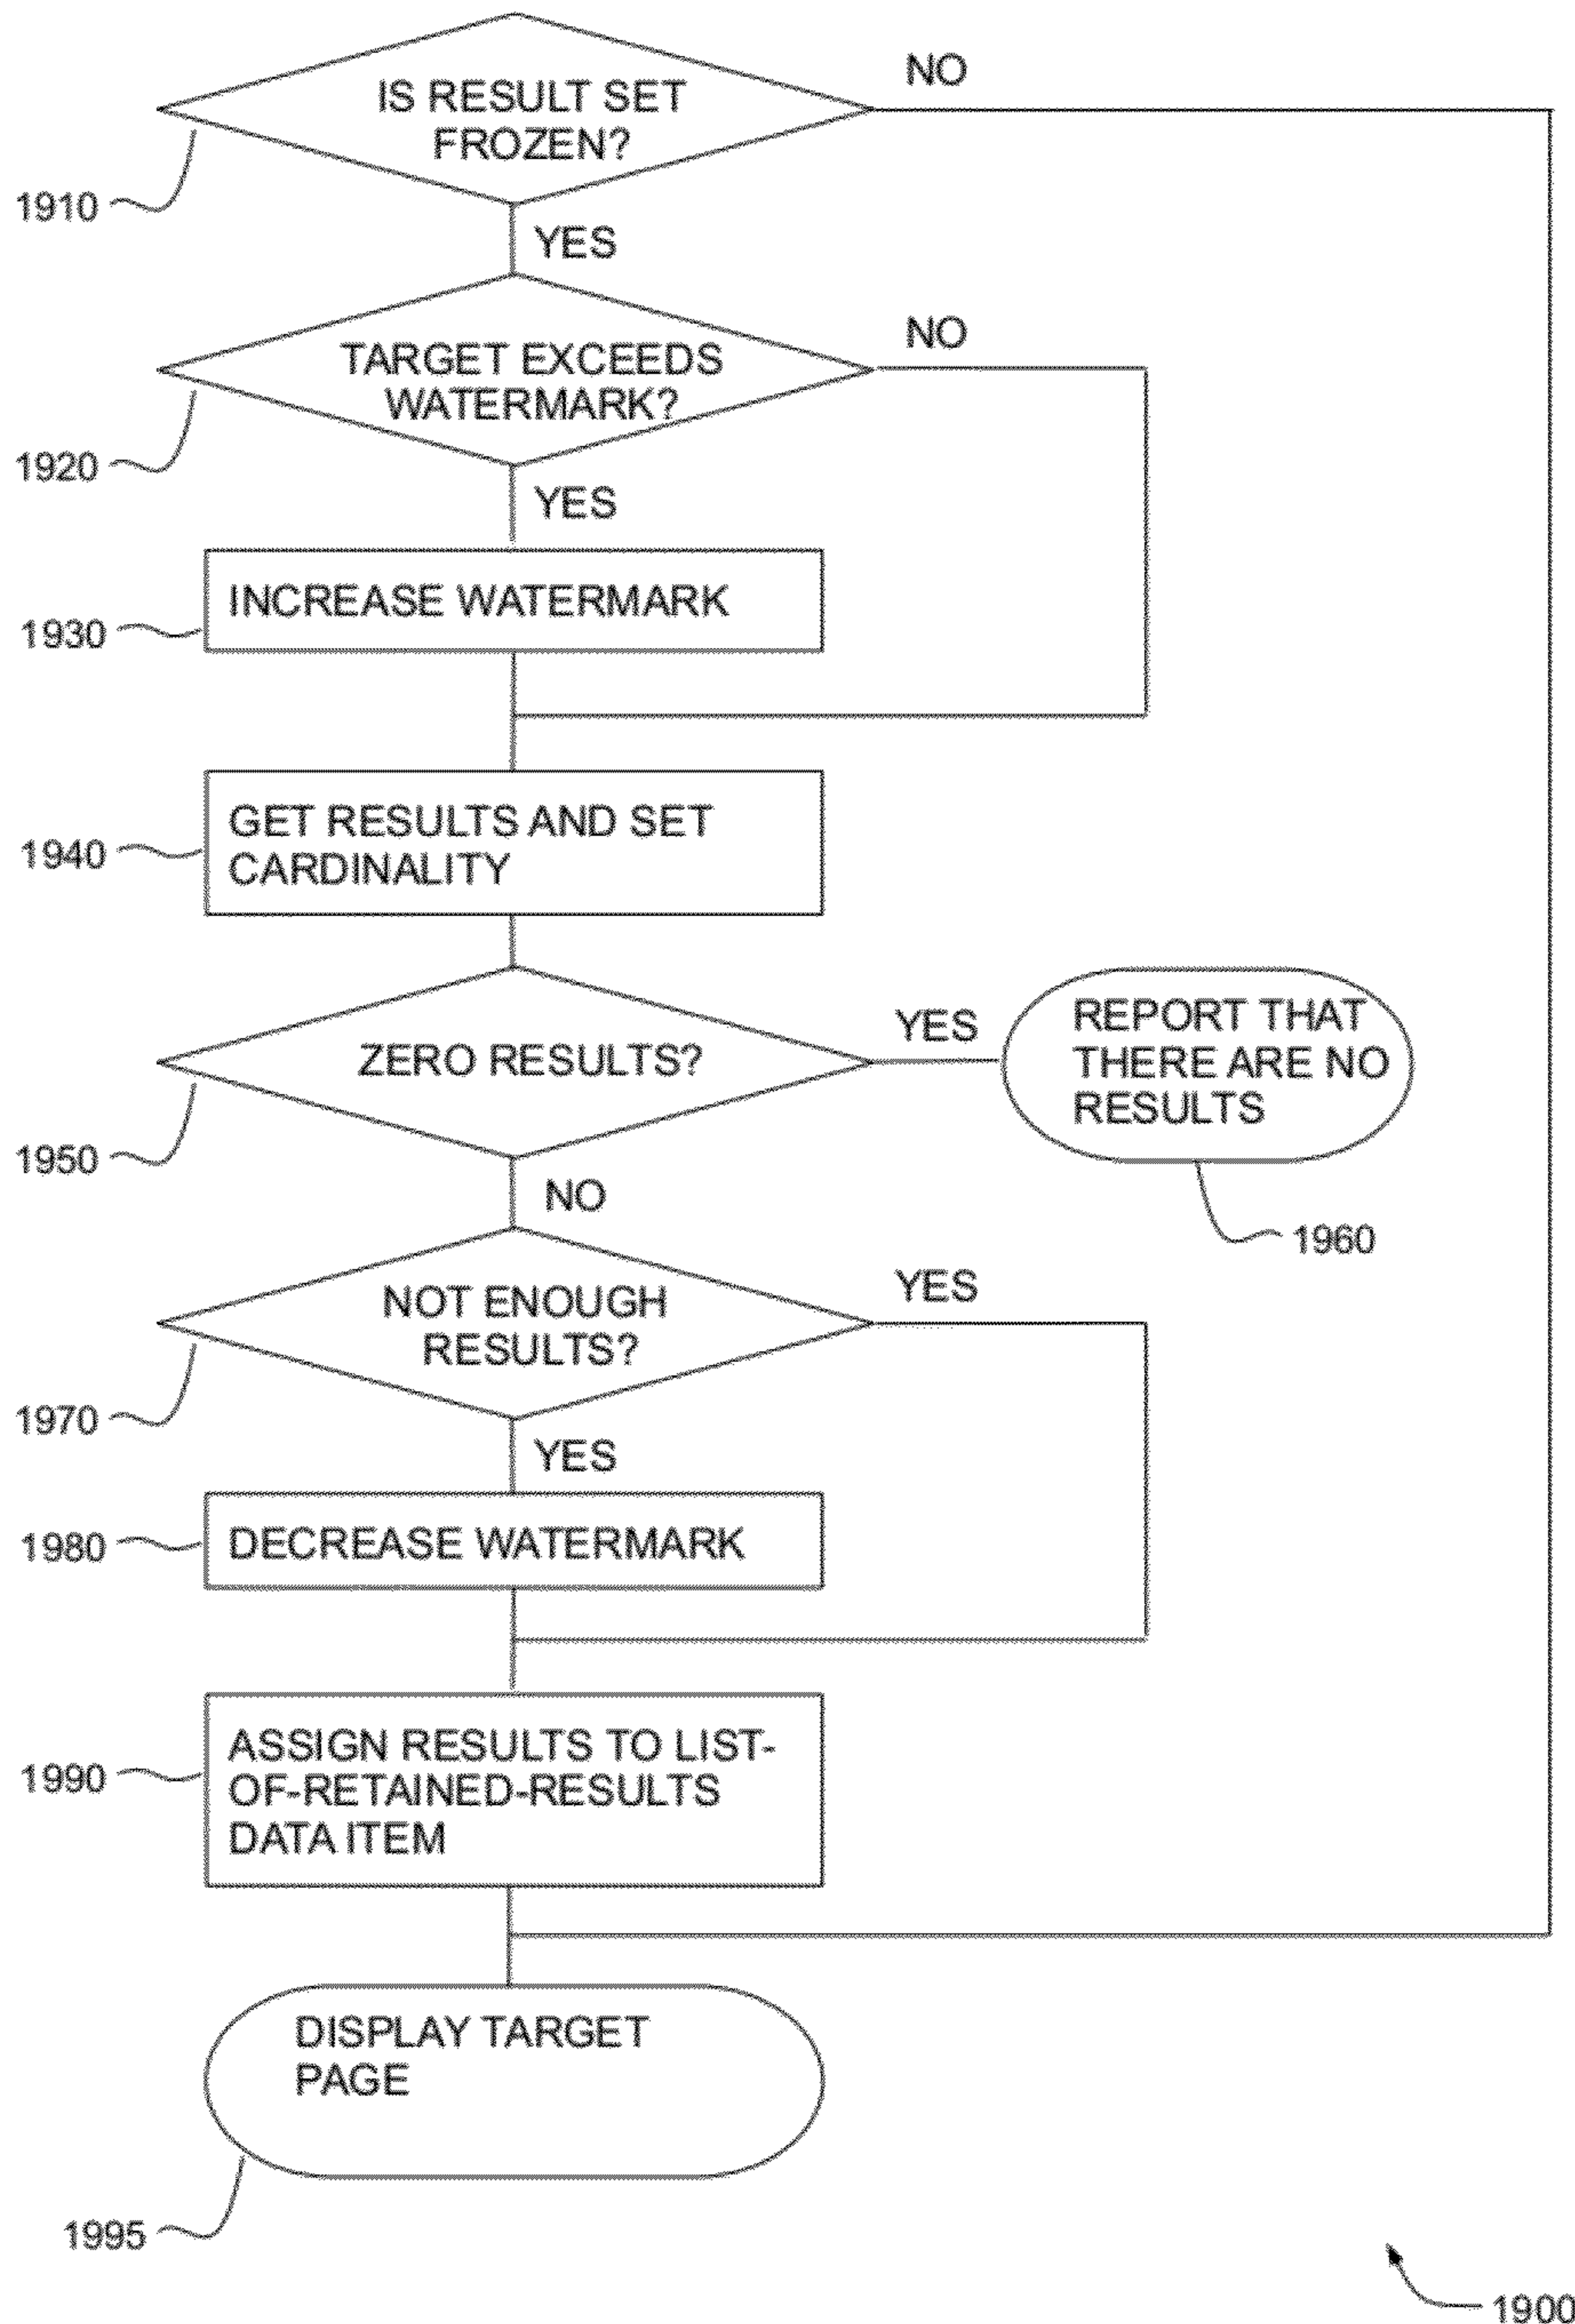 IS RESULT SET
FROZEN?
NO
1910
YES
TARGET EXCEEDS
WATERMARK?
NO
1920
YES
INCREASE WATERMARK
1930
GET RESULTS AND SET
CARDINALITY
1940
ZERO RESULTS?
YES
REPORT THAT
THERE ARE NO
RESULTS
1950
NO
1960
NOT ENOUGH
RESULTS?
YES
1970
YES
DECREASE WATERMARK
1980
ASSIGN RESULTS TO LIST-
OF-RETAINED-RESULTS
DATA ITEM
1990
DISPLAY TARGET
PAGE
1995
1900